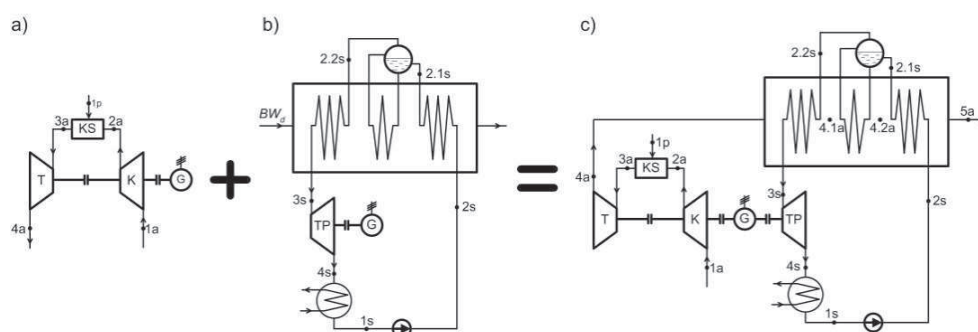 a)
1p
3a
KS
2a
T
K
G
4a
1a
b)
2.2s
2.1s
BWd
3s
2s
TP
G
4s
1s
c)
2.2s
2.1s
4.1a
4.2a
5a
1p
3a
KS
2a
4a
3s
2s
T
K
G
TP
1a
4s
1s